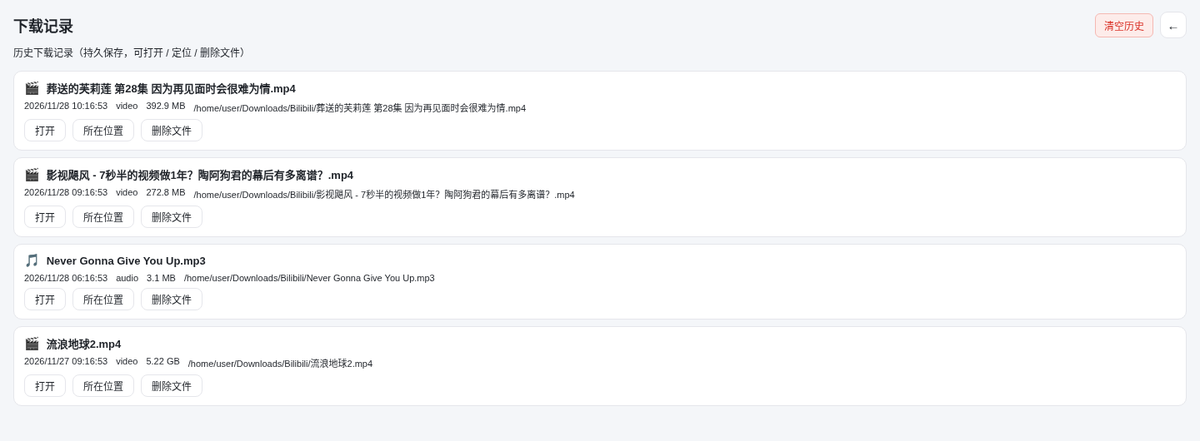 下载记录
清空历史
←
历史下载记录（持久保存，可打开 / 定位 / 删除文件）
🎬 葬送的芙莉莲 第28集 因为再见面时会很难为情.mp4
2026/11/28 10:16:53 video 392.9 MB /home/user/Downloads/Bilibili/葬送的芙莉莲 第28集 因为再见面时会很难为情.mp4
打开 所在位置 删除文件
🎬 影视飓风 - 7秒半的视频做1年？陶阿狗君的幕后有多离谱？.mp4
2026/11/28 09:16:53 video 272.8 MB /home/user/Downloads/Bilibili/影视飓风 - 7秒半的视频做1年？陶阿狗君的幕后有多离谱？.mp4
打开 所在位置 删除文件
🎵 Never Gonna Give You Up.mp3
2026/11/28 06:16:53 audio 3.1 MB /home/user/Downloads/Bilibili/Never Gonna Give You Up.mp3
打开 所在位置 删除文件
🎬 流浪地球2.mp4
2026/11/27 09:16:53 video 5.22 GB /home/user/Downloads/Bilibili/流浪地球2.mp4
打开 所在位置 删除文件